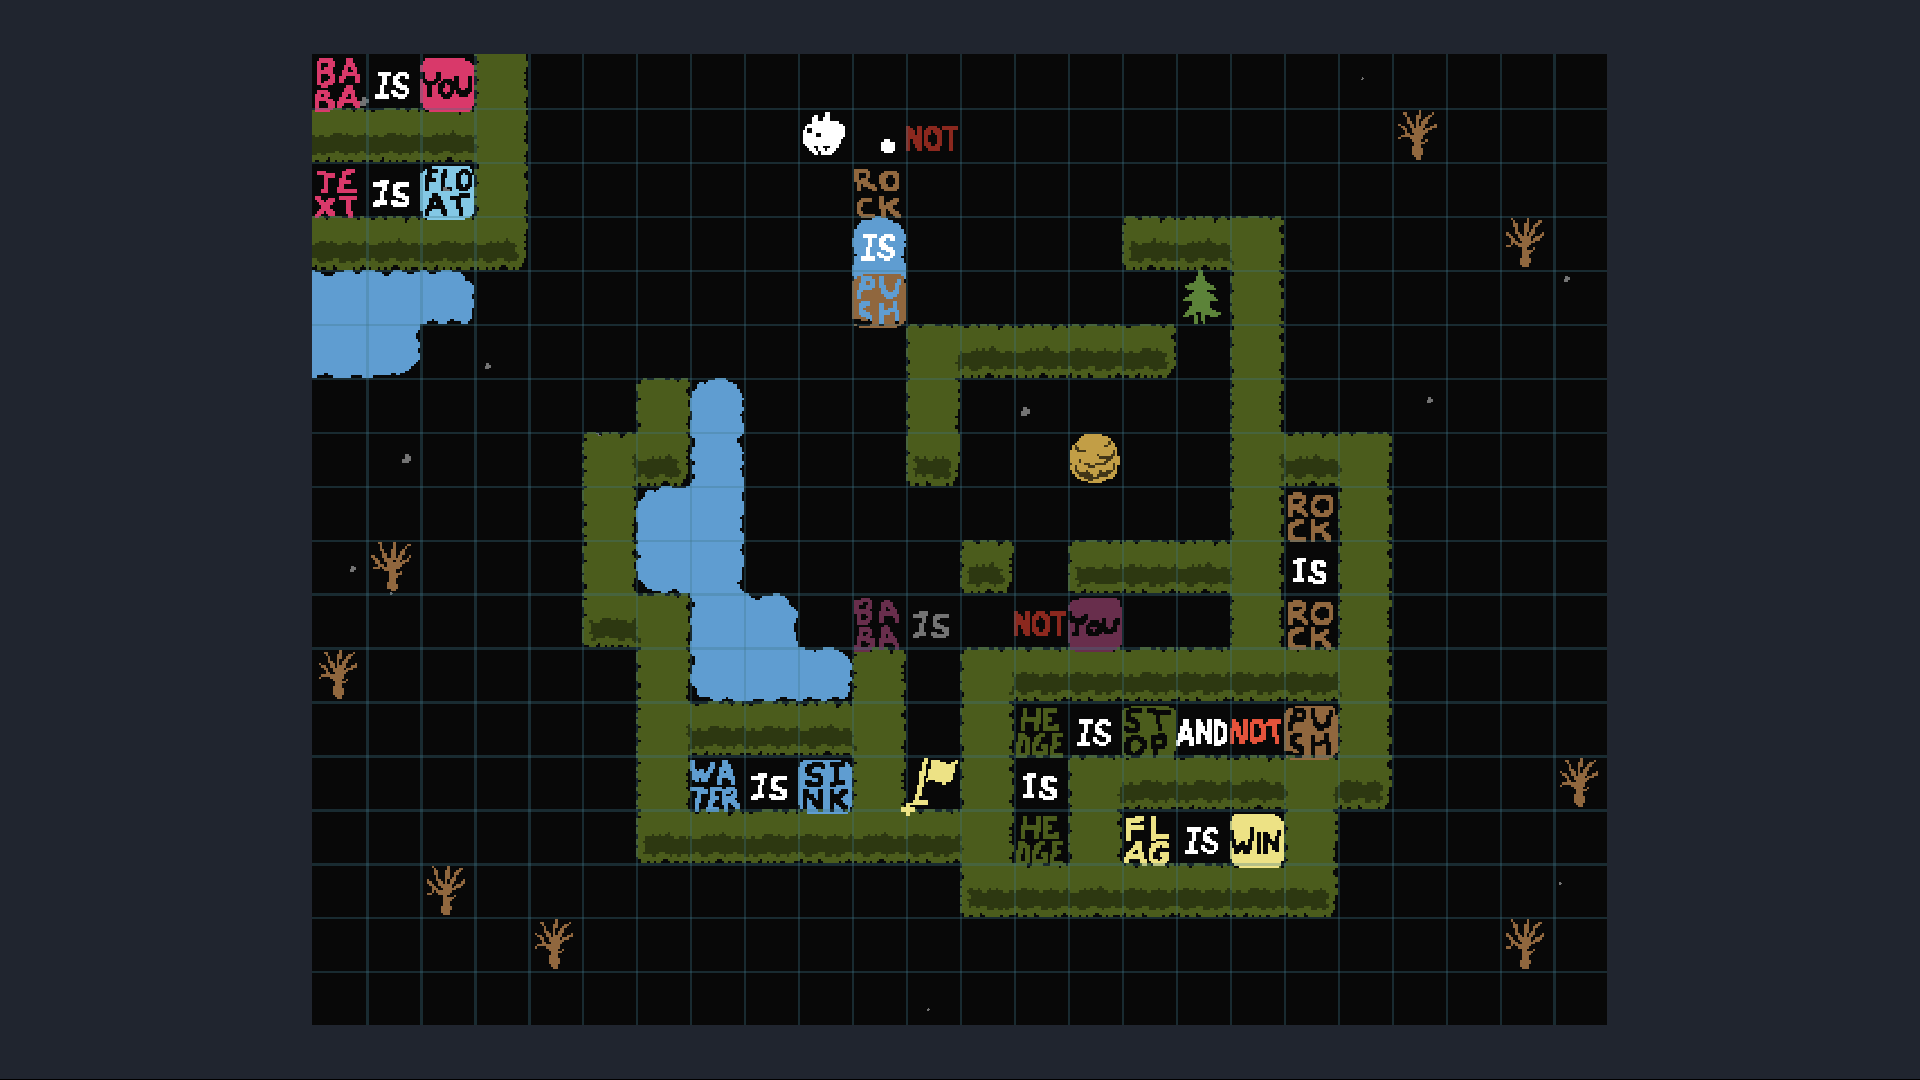 BABA IS YOU
NOT
TEXT IS FLOAT
ROCK
IS
PUSH
ROCK
IS
BABA IS NOT YOU ROCK
HEDGE IS STOP AND NOT PUSH
WATER IS SINK IS
HEDGE FLAG IS WIN